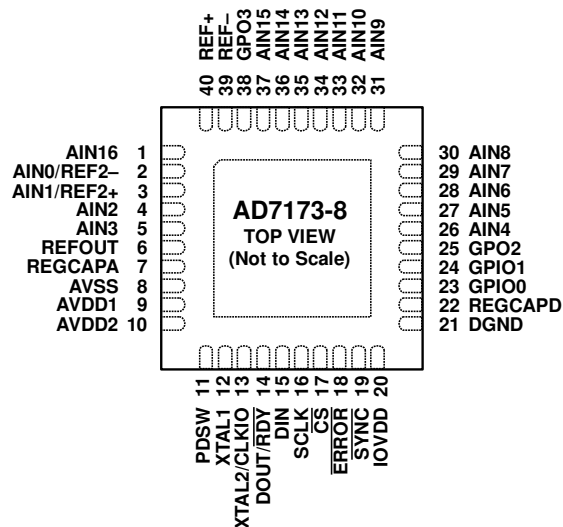 40 REF+
39 REF–
38 GPO3
37 AIN15
36 AIN14
35 AIN13
34 AIN12
33 AIN11
32 AIN10
31 AIN9
AIN16 1
AIN0/REF2– 2
AIN1/REF2+ 3
AIN2 4
AIN3 5
REFOUT 6
REGCAPA 7
AVSS 8
AVDD1 9
AVDD2 10
AD7173-8
TOP VIEW
(Not to Scale)
30 AIN8
29 AIN7
28 AIN6
27 AIN5
26 AIN4
25 GPO2
24 GPIO1
23 GPIO0
22 REGCAPD
21 DGND
PDSW 11
XTAL1 12
XTAL2/CLKIO 13
DOUT/R̅D̅Y̅ 14
DIN 15
SCLK 16
C̅S̅ 17
E̅R̅R̅O̅R̅ 18
S̅Y̅N̅C̅ 19
IOVDD 20